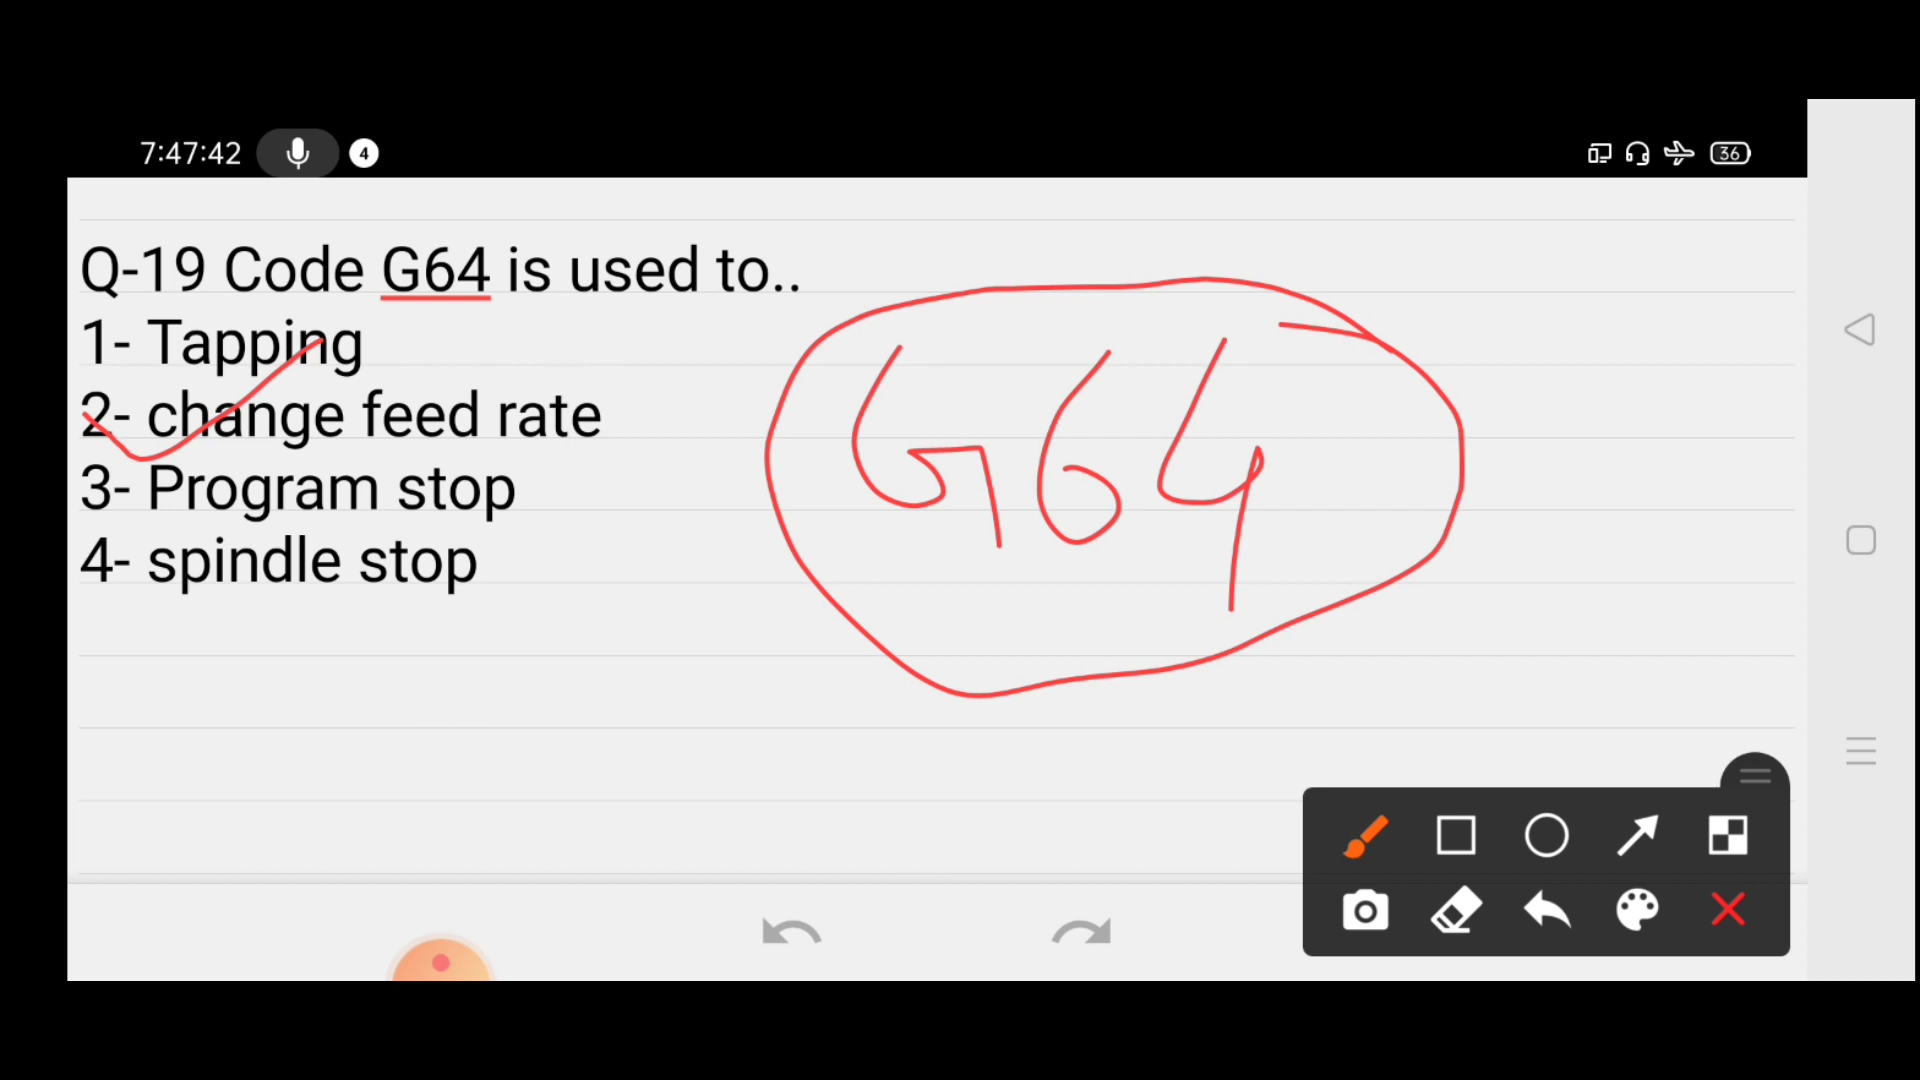 7:47:42
4
36
Q-19 Code G64 is used to..
1- Tapping
2- change feed rate
3- Program stop
4- spindle stop
G64